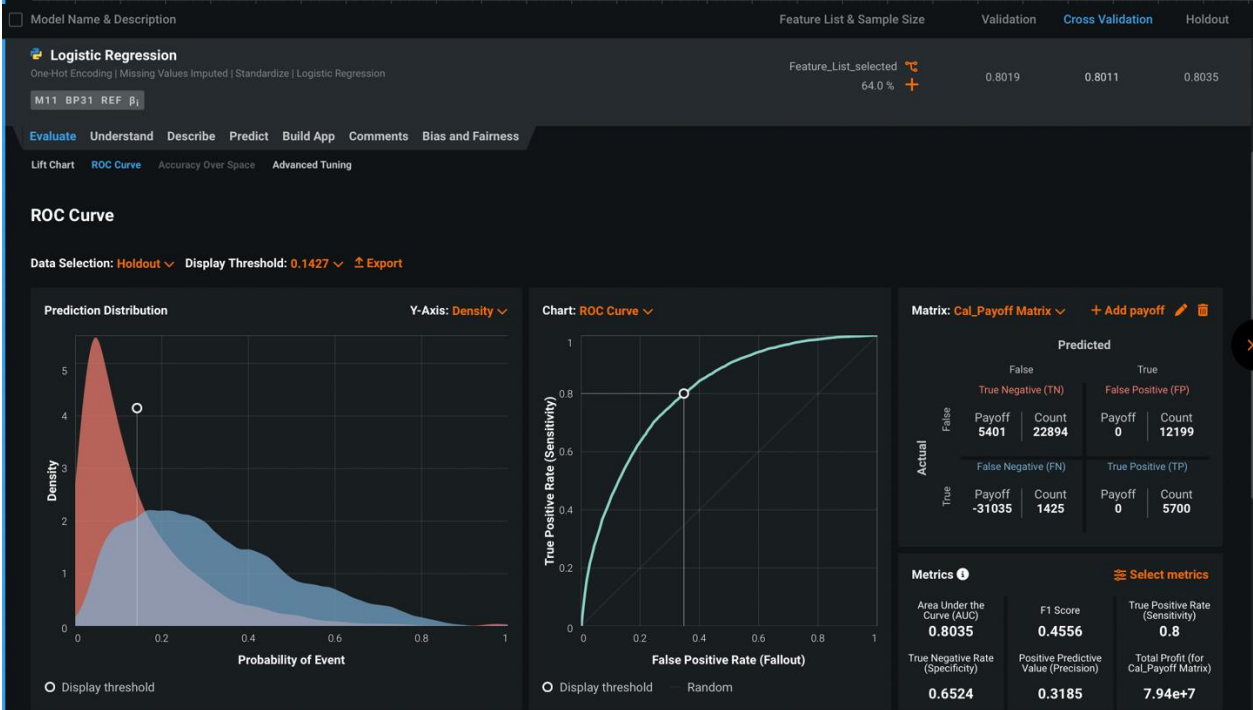 Model Name & Description Feature List & Sample Size Validation Cross Validation Holdout
Logistic Regression
One-Hot Encoding | Missing Values Imputed | Standardize | Logistic Regression
Feature_List_selected
64.0 % +
0.8019 0.8011 0.8035
M11 BP31 REF βi
Evaluate Understand Describe Predict Build App Comments Bias and Fairness
Lift Chart ROC Curve Accuracy Over Space Advanced Tuning
ROC Curve
Data Selection: Holdout Display Threshold: 0.1427 Export
Prediction Distribution Y-Axis: Density
Density
5
4
3
2
1
0
0 0.2 0.4 0.6 0.8 1
Probability of Event
Display threshold
Chart: ROC Curve
True Positive Rate (Sensitivity)
1
0.8
0.6
0.4
0.2
0
0 0.2 0.4 0.6 0.8 1
False Positive Rate (Fallout)
Display threshold Random
Matrix: Cal_Payoff Matrix + Add payoff
Predicted
False True
Actual
False
True Negative (TN) False Positive (FP)
Payoff Count Payoff Count
5401 22894 0 12199
True
False Negative (FN) True Positive (TP)
Payoff Count Payoff Count
-31035 1425 0 5700
Metrics i Select metrics
Area Under the
Curve (AUC)
0.8035
F1 Score
0.4556
True Positive Rate
(Sensitivity)
0.8
True Negative Rate
(Specificity)
0.6524
Positive Predictive
Value (Precision)
0.3185
Total Profit (for
Cal_Payoff Matrix)
7.94e+7